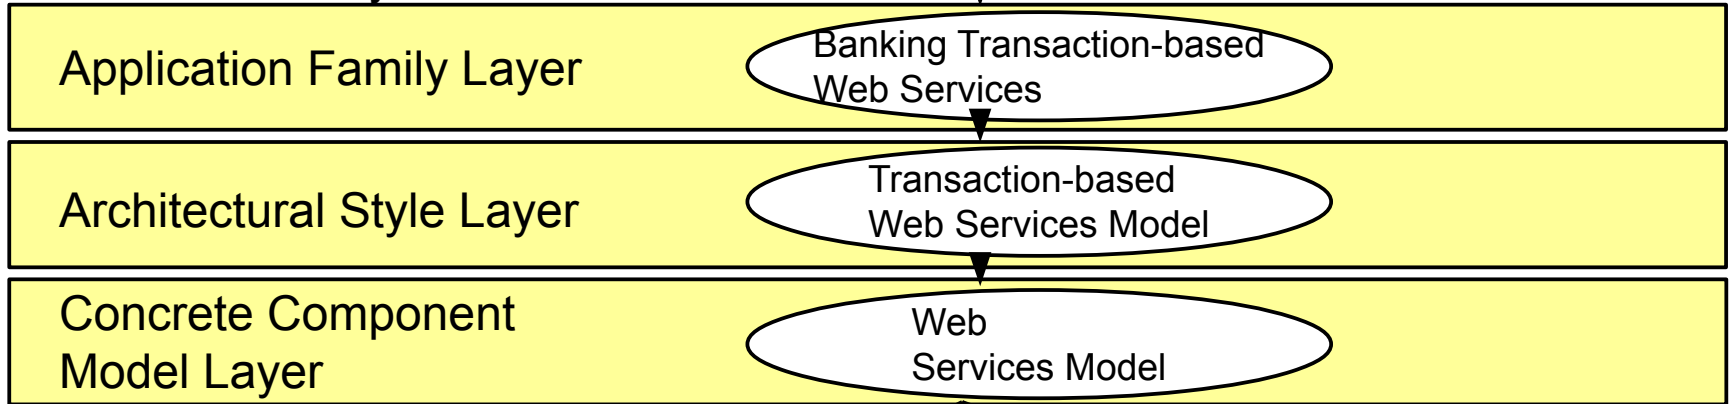 Application Family Layer
Banking Transaction-based
Web Services
Architectural Style Layer
Transaction-based
Web Services Model
Concrete Component
Model Layer
Web
Services Model